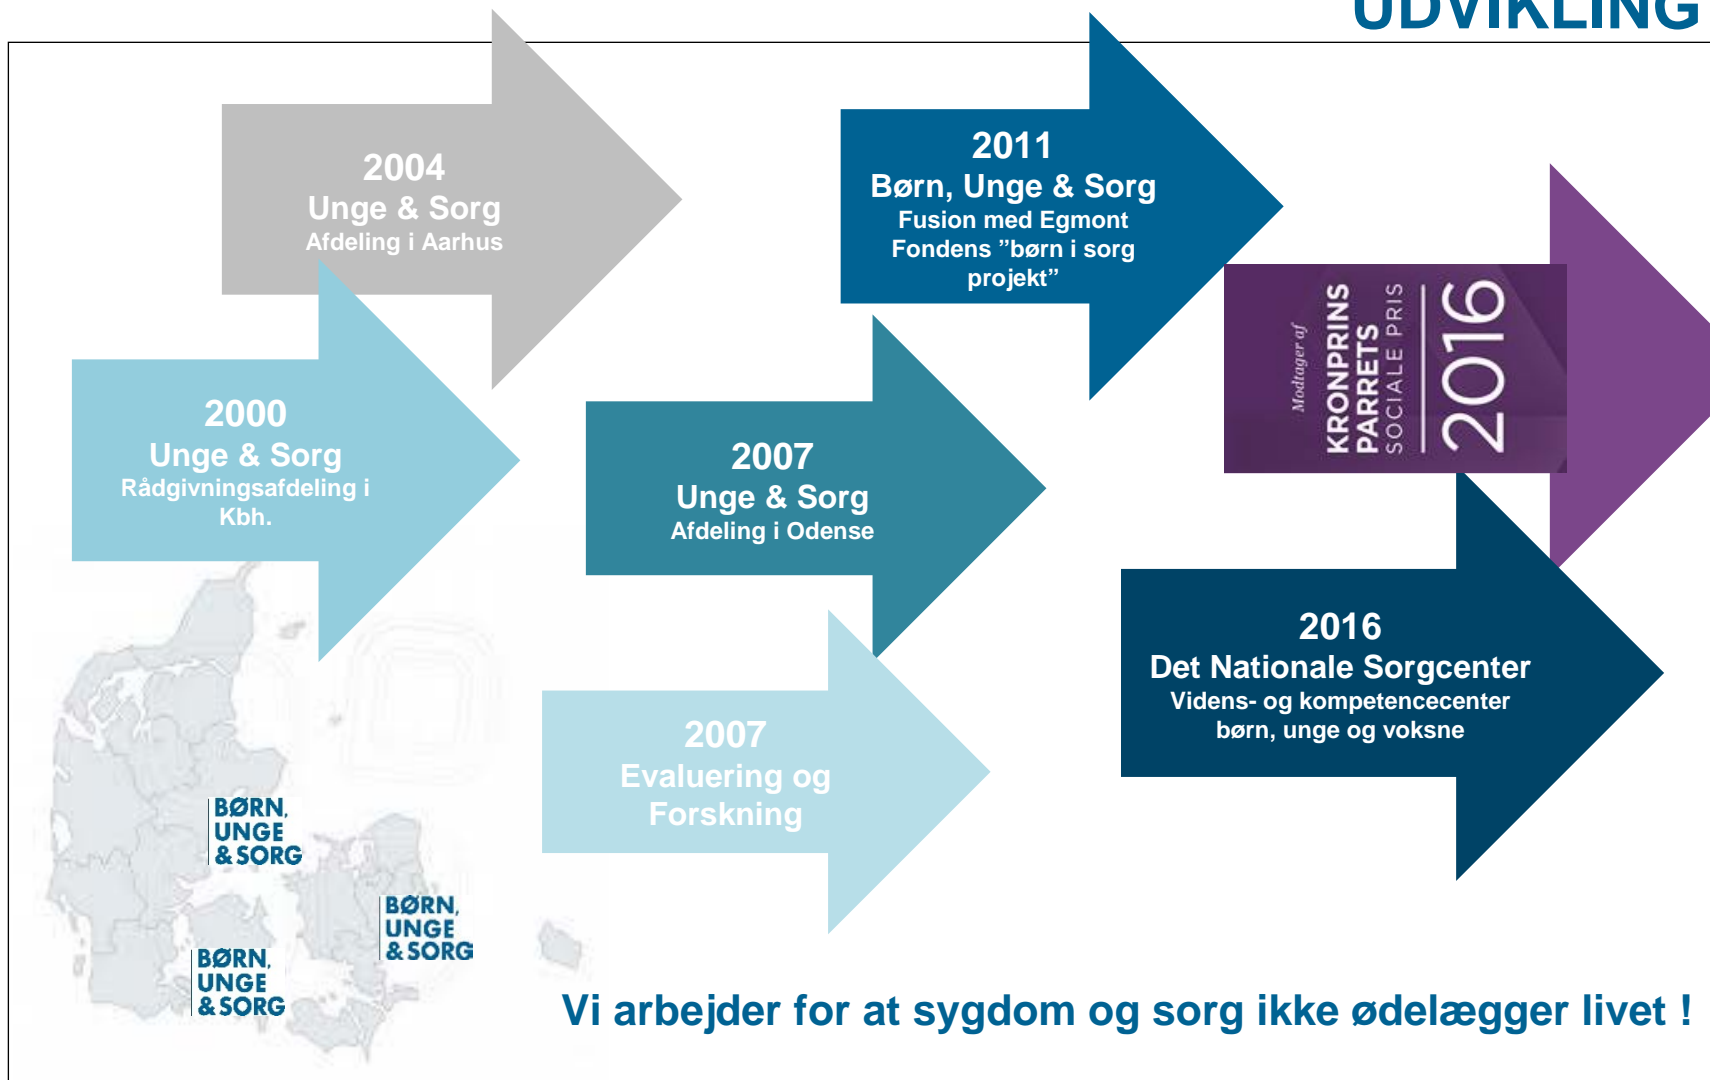 UDVIKLING
2004
Unge & Sorg
Afdeling i Aarhus
2011
Børn, Unge & Sorg
Fusion med Egmont
Fondens ”børn i sorg
projekt”
Modtager af
KRONPRINS
PARRETS
SOCIALE PRIS
2016
2000
Unge & Sorg
Rådgivningsafdeling i
Kbh.
2007
Unge & Sorg
Afdeling i Odense
2016
Det Nationale Sorgcenter
Videns- og kompetencecenter
børn, unge og voksne
2007
Evaluering og
Forskning
BØRN,
UNGE
& SORG
BØRN,
UNGE
& SORG
BØRN,
UNGE
& SORG
Vi arbejder for at sygdom og sorg ikke ødelægger livet !